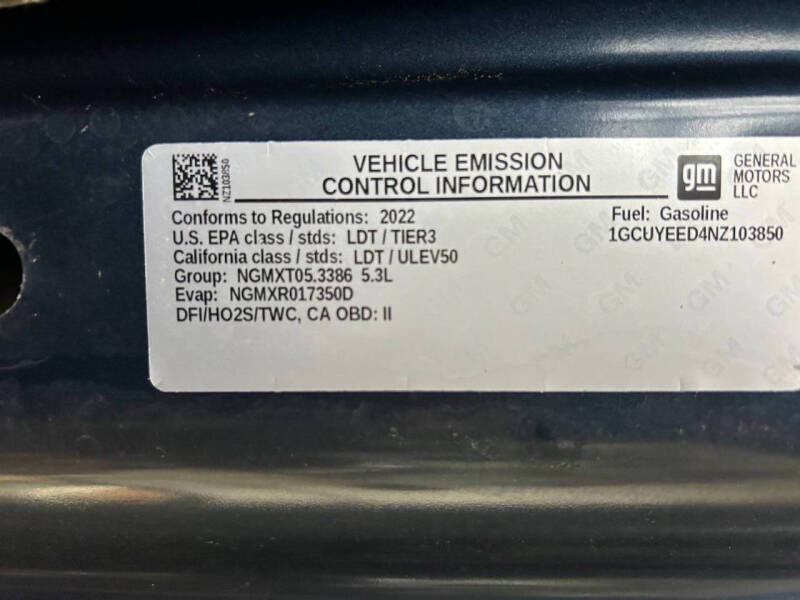 VEHICLE EMISSION
CONTROL INFORMATION
gm
GENERAL
MOTORS
LLC
NZ103850
Conforms to Regulations: 2022
Fuel: Gasoline
U.S. EPA class / stds: LDT / TIER3
1GCUYEED4NZ103850
California class / stds: LDT / ULEV50
Group: NGMXT05.3386 5.3L
Evap: NGMXR017350D
DFI/HO2S/TWC, CA OBD: II